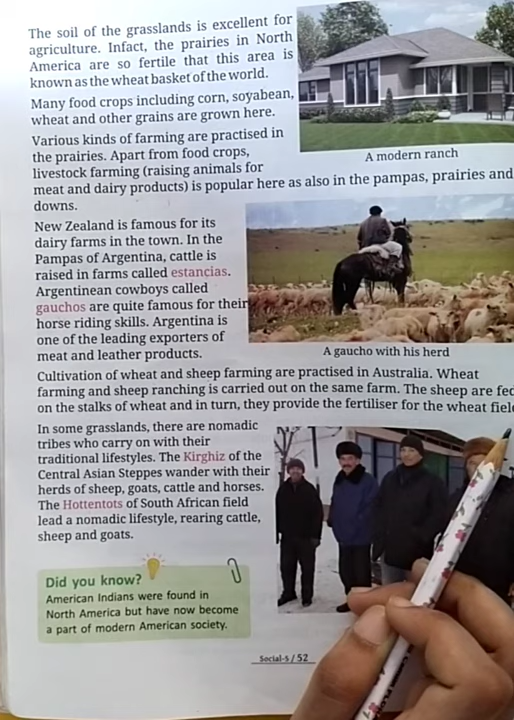 The soil of the grasslands is excellent for
agriculture. Infact, the prairies in North
America are so fertile that this area is
known as the wheat basket of the world.
Many food crops including corn, soyabean,
wheat and other grains are grown here.
Various kinds of farming are practised in
the prairies. Apart from food crops,
livestock farming (raising animals for
meat and dairy products) is popular here as also in the pampas, prairies and
downs.
A modern ranch
New Zealand is famous for its
dairy farms in the town. In the
Pampas of Argentina, cattle is
raised in farms called estancias.
Argentinean cowboys called
gauchos are quite famous for their
horse riding skills. Argentina is
one of the leading exporters of
meat and leather products.
A gaucho with his herd
Cultivation of wheat and sheep farming are practised in Australia. Wheat
farming and sheep ranching is carried out on the same farm. The sheep are fed
on the stalks of wheat and in turn, they provide the fertiliser for the wheat
In some grasslands, there are nomadic
tribes who carry on with their
traditional lifestyles. The Kirghiz of the
Central Asian Steppes wander with their
herds of sheep, goats, cattle and horses.
The Hottentots of South African field
lead a nomadic lifestyle, rearing cattle,
sheep and goats.
Did you know?
American Indians were found in
North America but have now become
a part of modern American society.
Social-5 / 52